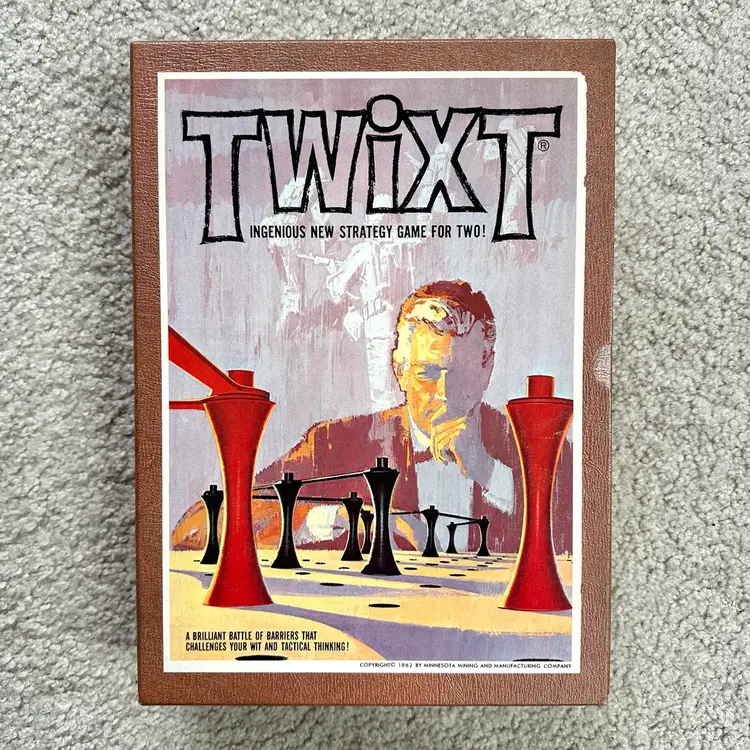 TWiXT®
INGENIOUS NEW STRATEGY GAME FOR TWO!
A BRILLIANT BATTLE OF BARRIERS THAT
CHALLENGES YOUR WIT AND TACTICAL THINKING!
COPYRIGHT© 1962 BY MINNESOTA MINING AND MANUFACTURING COMPANY